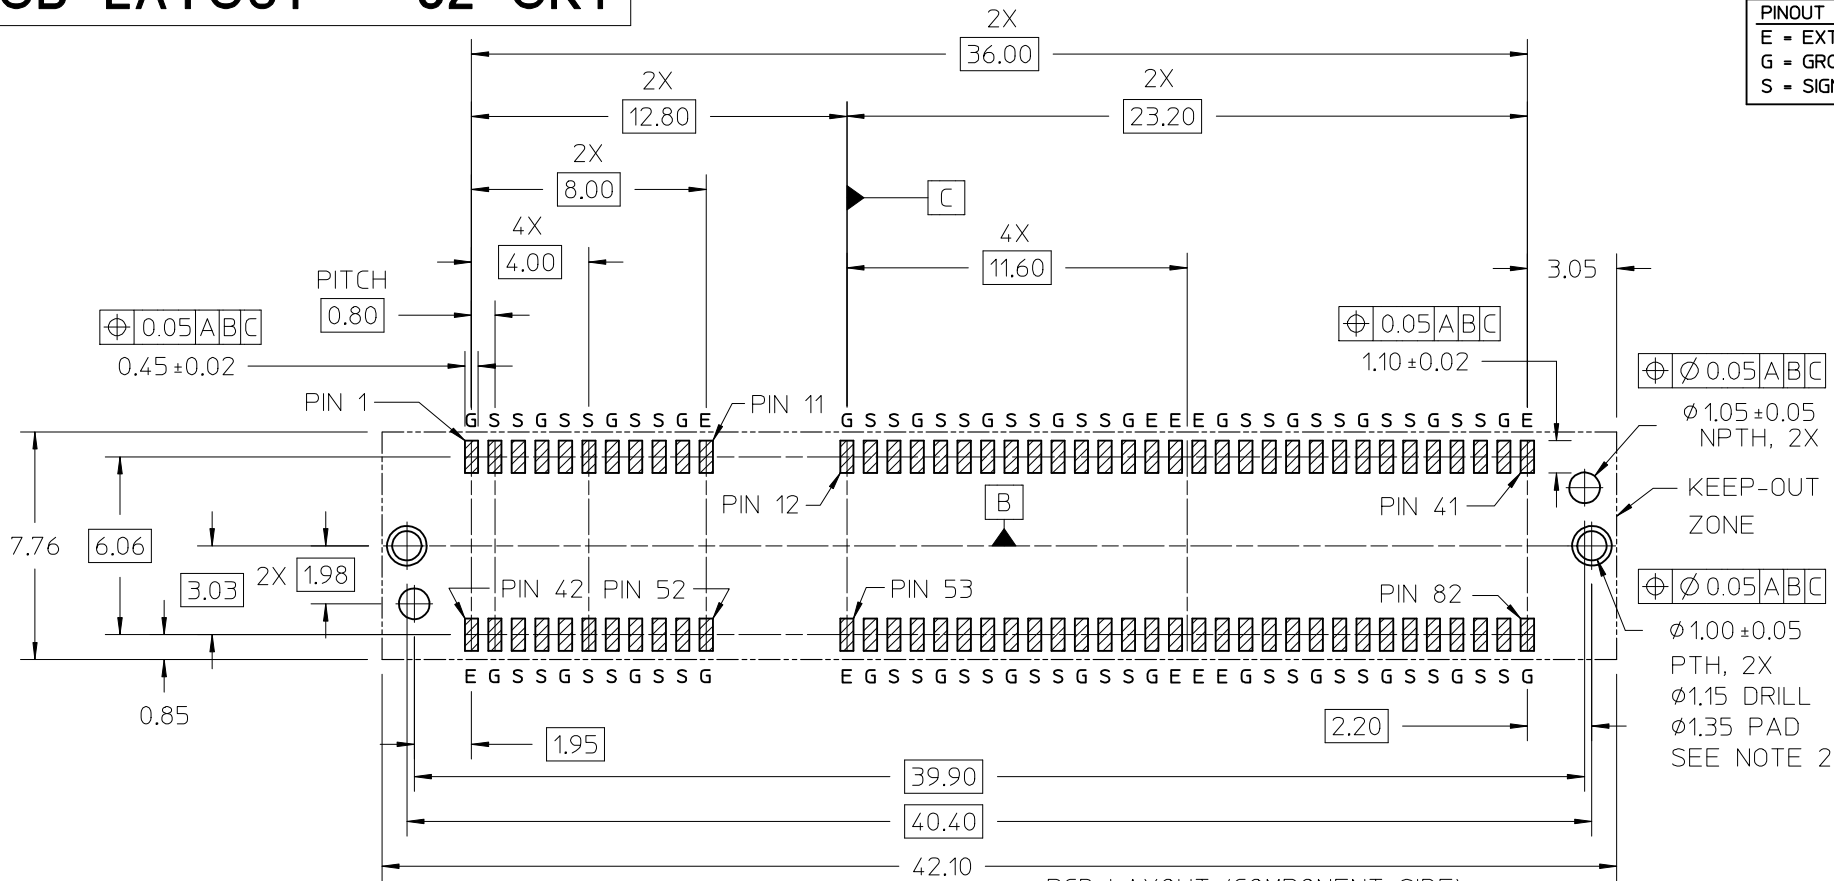 PINOUT
E = EXT
G = GRO
S = SIGN
2X
36.00
2X
12.80
2X
23.20
2X
8.00
C
4X
4.00
4X
11.60
3.05
PITCH
0.80
⌖ 0.05 A B C
0.45±0.02
⌖ 0.05 A B C
1.10±0.02
⌖ Ø 0.05 A B C
Ø1.05±0.05
NPTH, 2X
PIN 1
PIN 11
G S S G S S G S S G E
G S S G S S G S S G S S G E E E G S S G S S G S S G S S G E
PIN 12
B
PIN 41
KEEP-OUT
ZONE
7.76
6.06
3.03
2X 1.98
PIN 42
PIN 52
PIN 53
PIN 82
⌖ Ø 0.05 A B C
Ø1.00±0.05
PTH, 2X
Ø1.15 DRILL
Ø1.35 PAD
SEE NOTE 2
E G S S G S S G S S G
E G S S G S S G S S G S S G E E E G S S G S S G S S G S S G
0.85
1.95
2.20
39.90
40.40
42.10